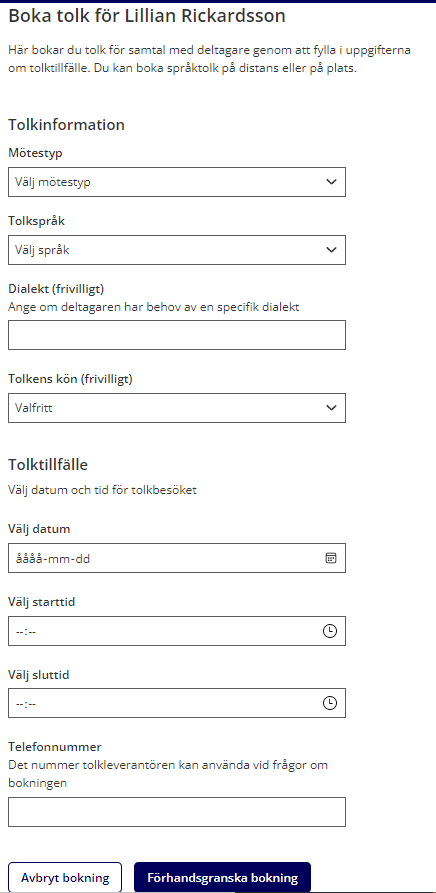 Boka tolk för Lillian Rickardsson
Här bokar du tolk för samtal med deltagare genom att fylla i uppgifterna
om tolktillfälle. Du kan boka språktolk på distans eller på plats.
Tolkinformation
Mötestyp
Välj mötestyp
Tolkspråk
Välj språk
Dialekt (frivilligt)
Ange om deltagaren har behov av en specifik dialekt
Tolkens kön (frivilligt)
Valfritt
Tolktillfälle
Välj datum och tid för tolkbesöket
Välj datum
åååå-mm-dd
Välj starttid
--:--
Välj sluttid
--:--
Telefonnummer
Det nummer tolkleverantören kan använda vid frågor om
bokningen
Avbryt bokning
Förhandsgranska bokning